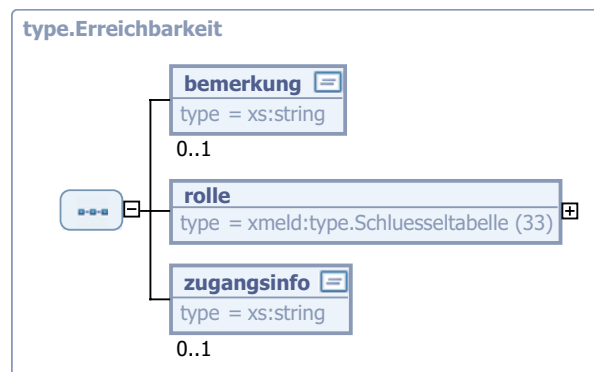 type.Erreichbarkeit
bemerkung
type = xs:string
0..1
rolle
type = xmeld:type.Schluesseltabelle (33)
zugangsinfo
type = xs:string
0..1